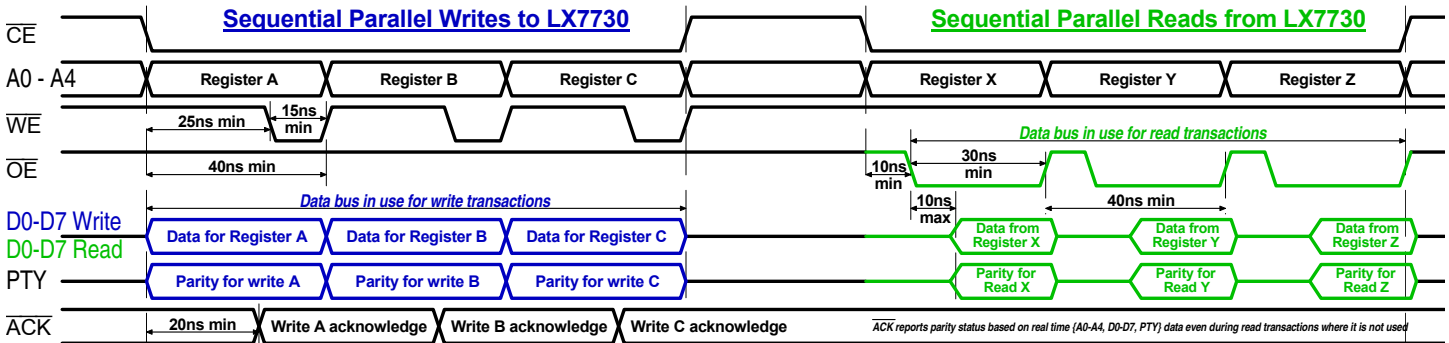 Sequential Parallel Writes to LX7730
Sequential Parallel Reads from LX7730
CE
A0 - A4
Register A
Register B
Register C
Register X
Register Y
Register Z
WE
25ns min
15ns
min
Data bus in use for read transactions
OE
40ns min
10ns
min
30ns
min
Data bus in use for write transactions
10ns
max
40ns min
D0-D7 Write
D0-D7 Read
Data for Register A
Data for Register B
Data for Register C
Data from
Register X
Data from
Register Y
Data from
Register Z
PTY
Parity for write A
Parity for write B
Parity for write C
Parity for
Read X
Parity for
Read Y
Parity for
Read Z
ACK
20ns min
Write A acknowledge
Write B acknowledge
Write C acknowledge
ACK reports parity status based on real time {A0-A4, D0-D7, PTY} data even during read transactions where it is not used